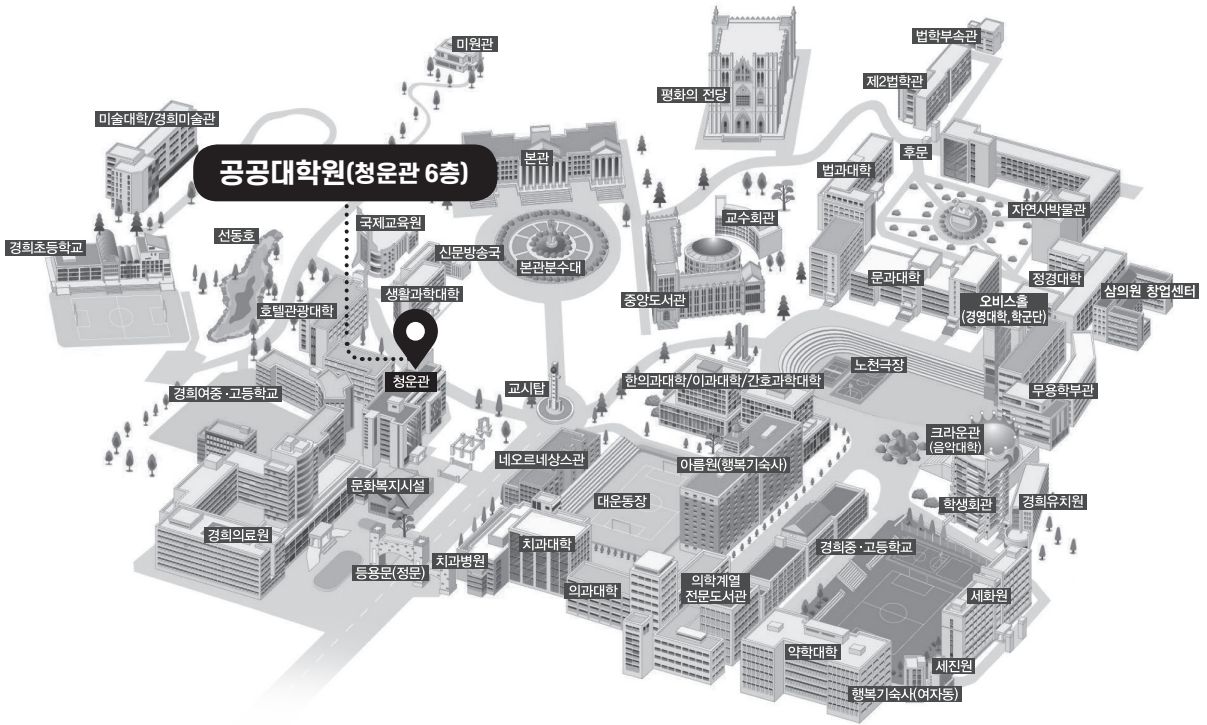 미원관
법학부속관
평화의 전당
제2법학관
미술대학/경희미술관
본관
후문
법과대학
공공대학원(청운관 6층)
자연사박물관
교수회관
국제교육원
선동호
신문방송국
경희초등학교
본관분수대
문과대학
정경대학
삼의원 창업센터
생활과학대학
중앙도서관
오비스홀
(경영대학,학군단)
호텔관광대학
노천극장
청운관
한의과대학/이과대학/간호과학대학
교시탑
경희여중·고등학교
무용학부관
크라운관
(음악대학)
네오르네상스관
아름원(행복기숙사)
문화복지시설
대운동장
학생회관
경희유치원
경희의료원
치과대학
경희중·고등학교
치과병원
등용문(정문)
의과대학
의학계열
전문도서관
세화원
약학대학
세진원
행복기숙사(여자동)